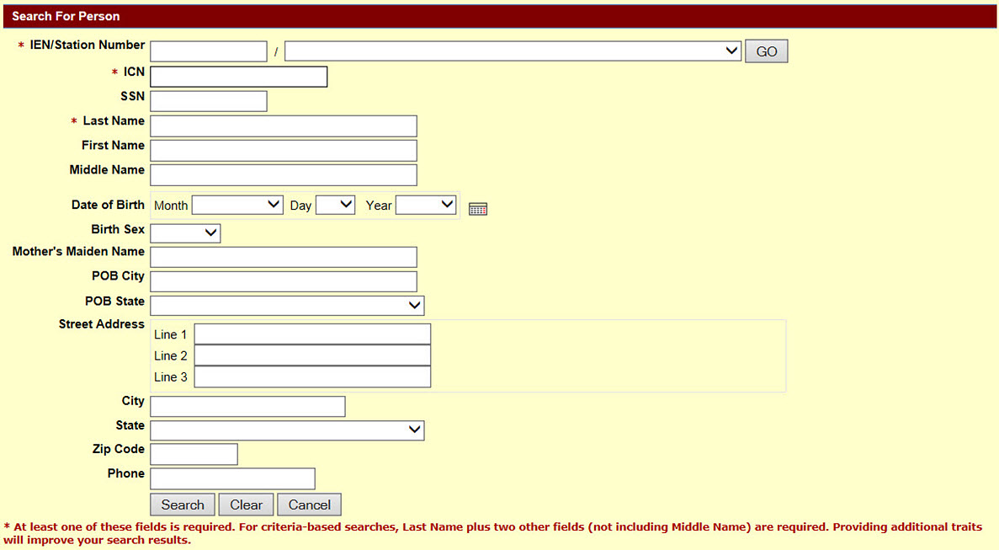 Search For Person
* IEN/Station Number / GO
* ICN
SSN
* Last Name
First Name
Middle Name
Date of Birth Month Day Year
Birth Sex
Mother's Maiden Name
POB City
POB State
Street Address
Line 1
Line 2
Line 3
City
State
Zip Code
Phone
Search Clear Cancel
* At least one of these fields is required. For criteria-based searches, Last Name plus two other fields (not including Middle Name) are required. Providing additional traits
will improve your search results.